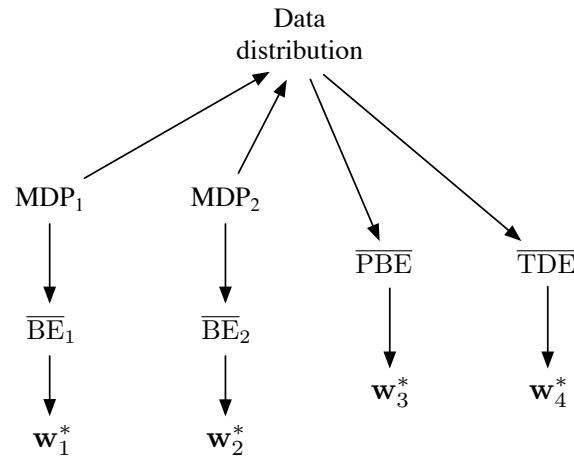 Data
distribution
MDP₁
MDP₂
P̅B̅E̅
T̅D̅E̅
B̅E̅₁
B̅E̅₂
w₃*
w₄*
w₁*
w₂*